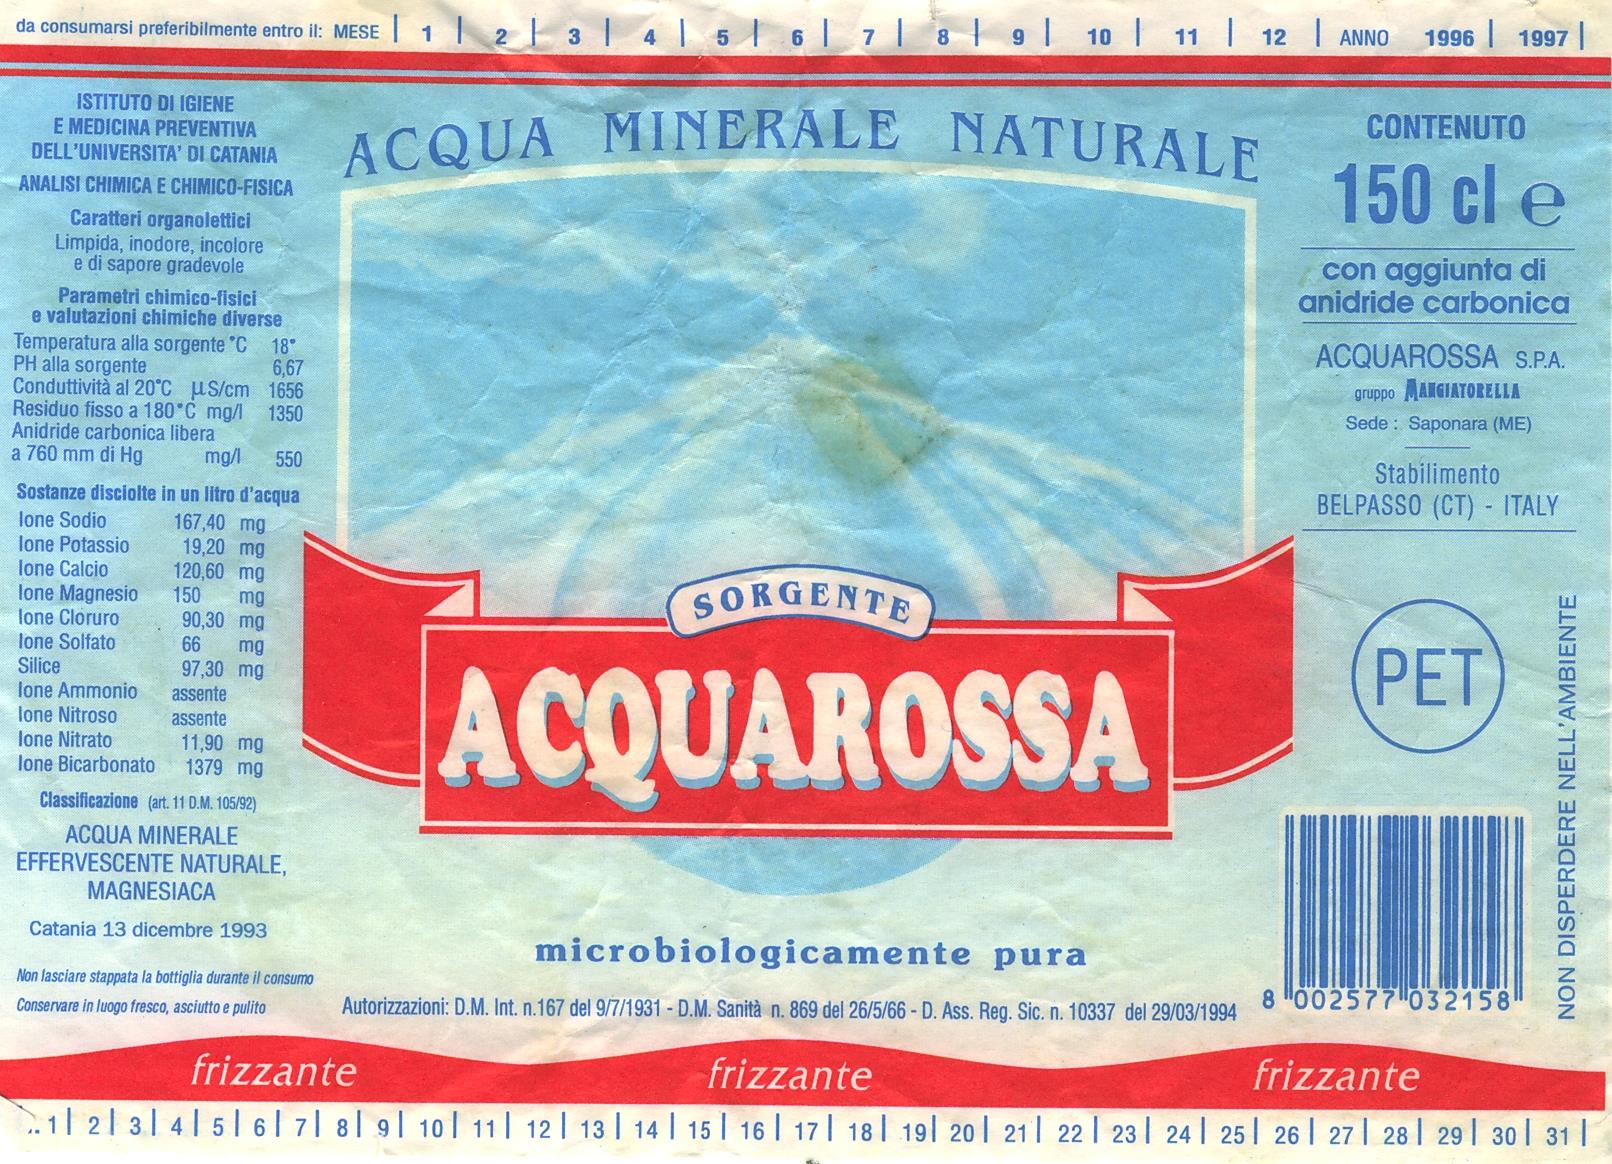 da consumarsi preferibilmente entro il: MESE | 1 | 2 | 3 | 4 | 5 | 6 | 7 | 8 | 9 | 10 | 11 | 12 | ANNO 1996 | 1997 |
ISTITUTO DI IGIENE
E MEDICINA PREVENTIVA
DELL'UNIVERSITA' DI CATANIA
ANALISI CHIMICA E CHIMICO-FISICA
Caratteri organolettici
Limpida, inodore, incolore
e di sapore gradevole
Parametri chimico-fisici
e valutazioni chimiche diverse
Temperatura alla sorgente °C 18°
PH alla sorgente 6,67
Conduttività al 20°C µS/cm 1656
Residuo fisso a 180°C mg/l 1350
Anidride carbonica libera
a 760 mm di Hg mg/l 550
Sostanze disciolte in un litro d'acqua
Ione Sodio 167,40 mg
Ione Potassio 19,20 mg
Ione Calcio 120,60 mg
Ione Magnesio 150 mg
Ione Cloruro 90,30 mg
Ione Solfato 66 mg
Silice 97,30 mg
Ione Ammonio assente
Ione Nitroso assente
Ione Nitrato 11,90 mg
Ione Bicarbonato 1379 mg
Classificazione (art. 11 D.M. 105/92)
ACQUA MINERALE
EFFERVESCENTE NATURALE,
MAGNESIACA
Catania 13 dicembre 1993
Non lasciare stappata la bottiglia durante il consumo
Conservare in luogo fresco, asciutto e pulito
ACQUA MINERALE NATURALE
SORGENTE
ACQUAROSSA
microbiologicamente pura
Autorizzazioni: D.M. Int. n.167 del 9/7/1931 - D.M. Sanità n. 869 del 26/5/66 - D. Ass. Reg. Sic. n. 10337 del 29/03/1994
CONTENUTO
150 cl e
con aggiunta di
anidride carbonica
ACQUAROSSA S.P.A.
gruppo MANGIATORELLA
Sede : Saponara (ME)
Stabilimento
BELPASSO (CT) - ITALY
PET
NON DISPERDERE NELL'AMBIENTE
8 002577 032158
frizzante frizzante frizzante
.. 1 | 2 | 3 | 4 | 5 | 6 | 7 | 8 | 9 | 10 | 11 | 12 | 13 | 14 | 15 | 16 | 17 | 18 | 19 | 20 | 21 | 22 | 23 | 24 | 25 | 26 | 27 | 28 | 29 | 30 | 31 |